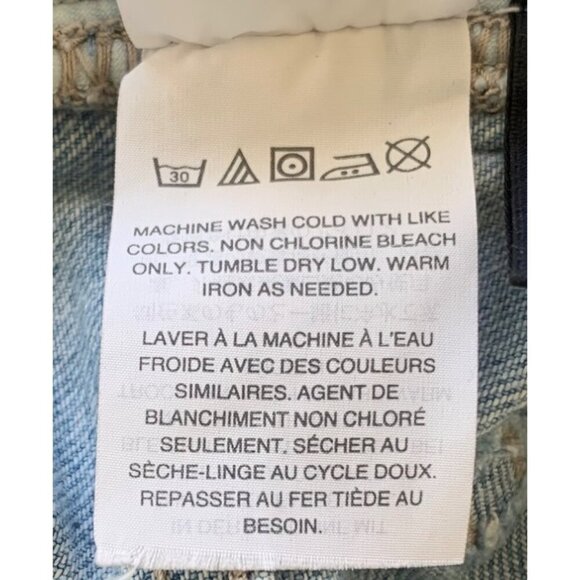 30
MACHINE WASH COLD WITH LIKE
COLORS. NON CHLORINE BLEACH
ONLY. TUMBLE DRY LOW. WARM
IRON AS NEEDED.
LAVER À LA MACHINE À L'EAU
FROIDE AVEC DES COULEURS
SIMILAIRES. AGENT DE
BLANCHIMENT NON CHLORÉ
SEULEMENT. SÉCHER AU
SÈCHE-LINGE AU CYCLE DOUX.
REPASSER AU FER TIÈDE AU
BESOIN.